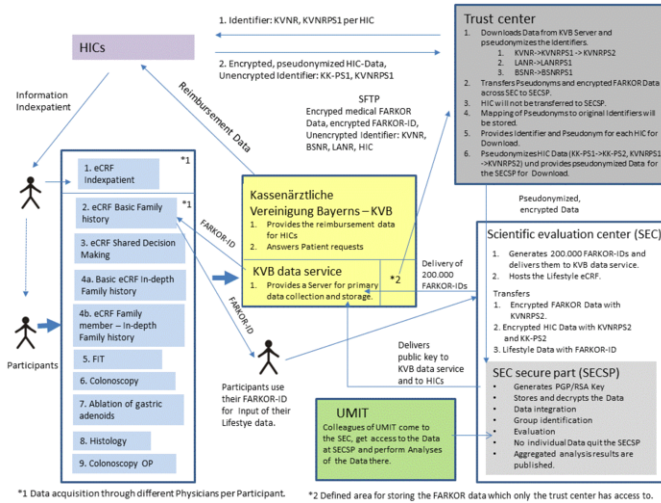 HICs
1. Identifier: KVNR, KVNRPS1 per HIC
2. Encrypted, pseudonymized HIC-Data,
Unencrypted Identifier: KK-PS1, KVNRPS1
Trust center
1. Downloads Data from KVB Server and
pseudonymizes the Identifiers.
1. KVNR->KVNRPS1 -> KVNRPS2
2. LANR->LANRPS1
3. BSNR->BSNRPS1
2. Transfers Pseudonyms and encrypted FARKOR Data
across SEC to SECSP.
3. HIC will not be transferred to SECSP.
4. Mapping of Pseudonyms to original Identifiers will
be stored.
5. Provides Identifier and Pseudonym for each HIC for
Download.
6. Pseudonymizes HIC Data (KK-PS1->KK-PS2, KVNRPS1
->KVNRPS2) und provides pseudonymized Data for
the SECSP for Download.
Information
Indexpatient
Reimbursement Data
SFTP
Encryped medical FARKOR
Data, encrypted FARKOR-ID,
Unencrypted Identifier: KVNR,
BSNR, LANR, HIC
Participants
*1
1. eCRF
Indexpatient
*1
2. eCRF Basic Family
history
3. eCRF Shared Decision
Making
4a. Basic eCRF In-depth
Family history
4b. eCRF Family
member – In-depth
Family history
5. FIT
6. Colonoscopy
7. Ablation of gastric
adenoids
8. Histology
9. Colonoscopy OP
FARKOR-ID
FARKOR-ID
Kassenärztliche
Vereinigung Bayerns – KVB
1. Provides the reimbursement data
for HICs
2. Answers Patient requests
KVB data service
1. Provides a Server for primary
data collection and storage.
*2
Delivery of
200.000
FARKOR-IDs
Pseudonymized,
encrypted Data
Participants use
their FARKOR-ID
for Input of their
Lifestye data.
Delivers
public key to
KVB data service
and to HICs
UMIT
Colleagues of UMIT come to
the SEC, get access to the Data
at SECSP and perform Analyses
of the Data there.
Scientific evaluation center (SEC)
1. Generates 200.000 FARKOR-IDs and
delivers them to KVB data service.
2. Hosts the Lifestyle eCRF.
Transfers
1. Encrypted FARKOR Data with
KVNRPS2.
2. Encrypted HIC Data with KVNRPS2
and KK-PS2
3. Lifestyle Data with FARKOR-ID
SEC secure part (SECSP)
• Generates PGP/RSA Key
• Stores and decrypts the Data
• Data integration
• Group identification
• Evaluation
• No individual Data quit the SECSP
• Aggregated analysis results are
published.
*1 Data acquisition through different Physicians per Participant.
*2 Defined area for storing the FARKOR data which only the trust center has access to.